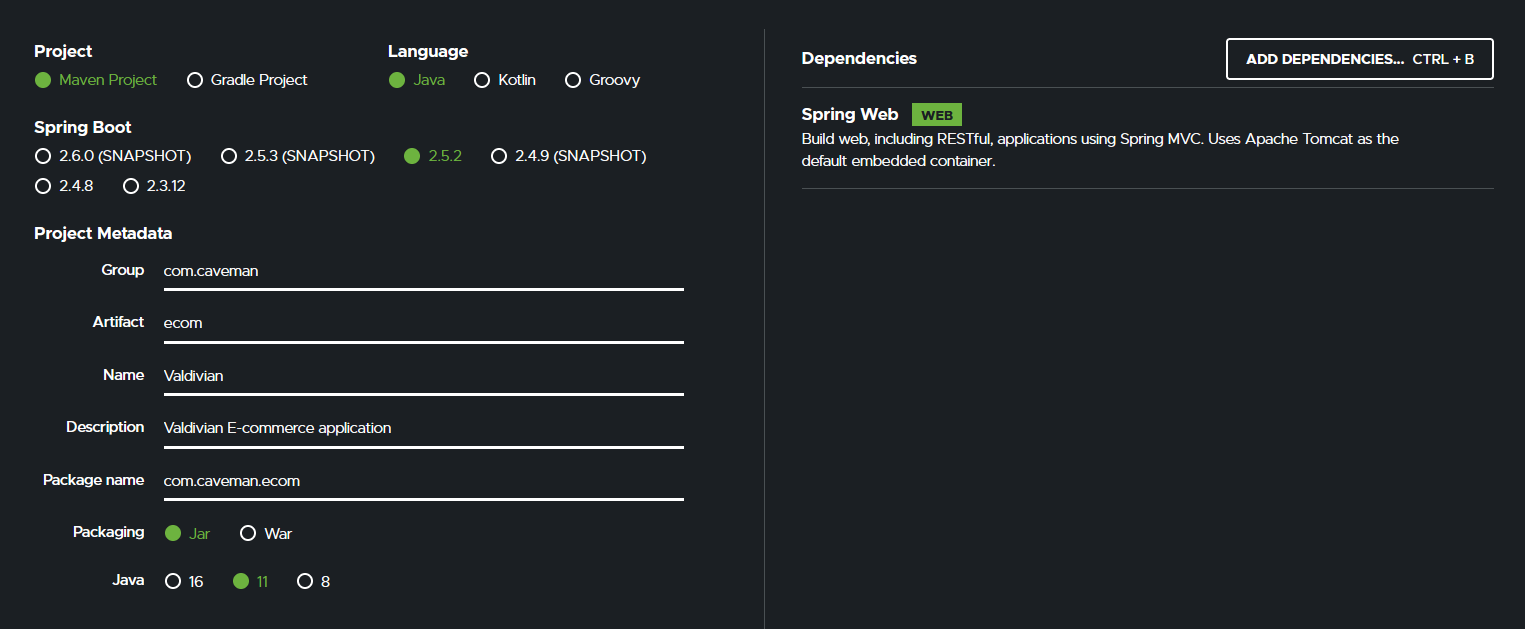 Project
Maven Project Gradle Project
Language
Java Kotlin Groovy
Spring Boot
2.6.0 (SNAPSHOT) 2.5.3 (SNAPSHOT) 2.5.2 2.4.9 (SNAPSHOT)
2.4.8 2.3.12
Project Metadata
Group com.caveman
Artifact ecom
Name Valdivian
Description Valdivian E-commerce application
Package name com.caveman.ecom
Packaging Jar War
Java 16 11 8
Dependencies
ADD DEPENDENCIES... CTRL + B
Spring Web WEB
Build web, including RESTful, applications using Spring MVC. Uses Apache Tomcat as the
default embedded container.